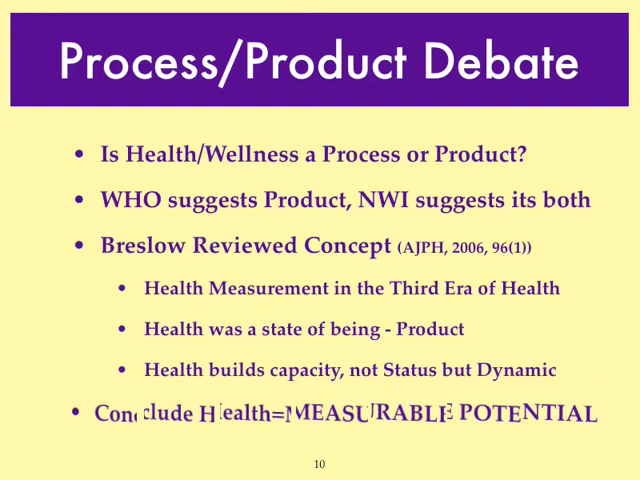 Process/Product Debate
• Is Health/Wellness a Process or Product?
• WHO suggests Product, NWI suggests its both
• Breslow Reviewed Concept (AJPH, 2006, 96(1))
• Health Measurement in the Third Era of Health
• Health was a state of being - Product
• Health builds capacity, not Status but Dynamic
• Conclude Health=MEASURABLE POTENTIAL
10